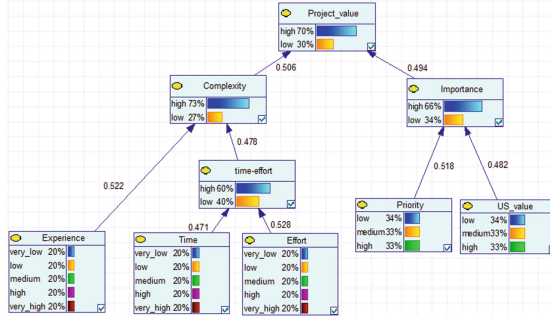 Project_value
high 70%
low 30%
0.506
0.494
Complexity
high 73%
low 27%
Importance
high 66%
low 34%
0.478
0.518
0.482
0.522
time-effort
high 60%
low 40%
0.471
0.528
Priority
low 34%
medium 33%
high 33%
US_value
low 34%
medium 33%
high 33%
Experience
very_low 20%
low 20%
medium 20%
high 20%
very_high 20%
Time
very_low 20%
low 20%
medium 20%
high 20%
very_high 20%
Effort
very_low 20%
low 20%
medium 20%
high 20%
very_high 20%